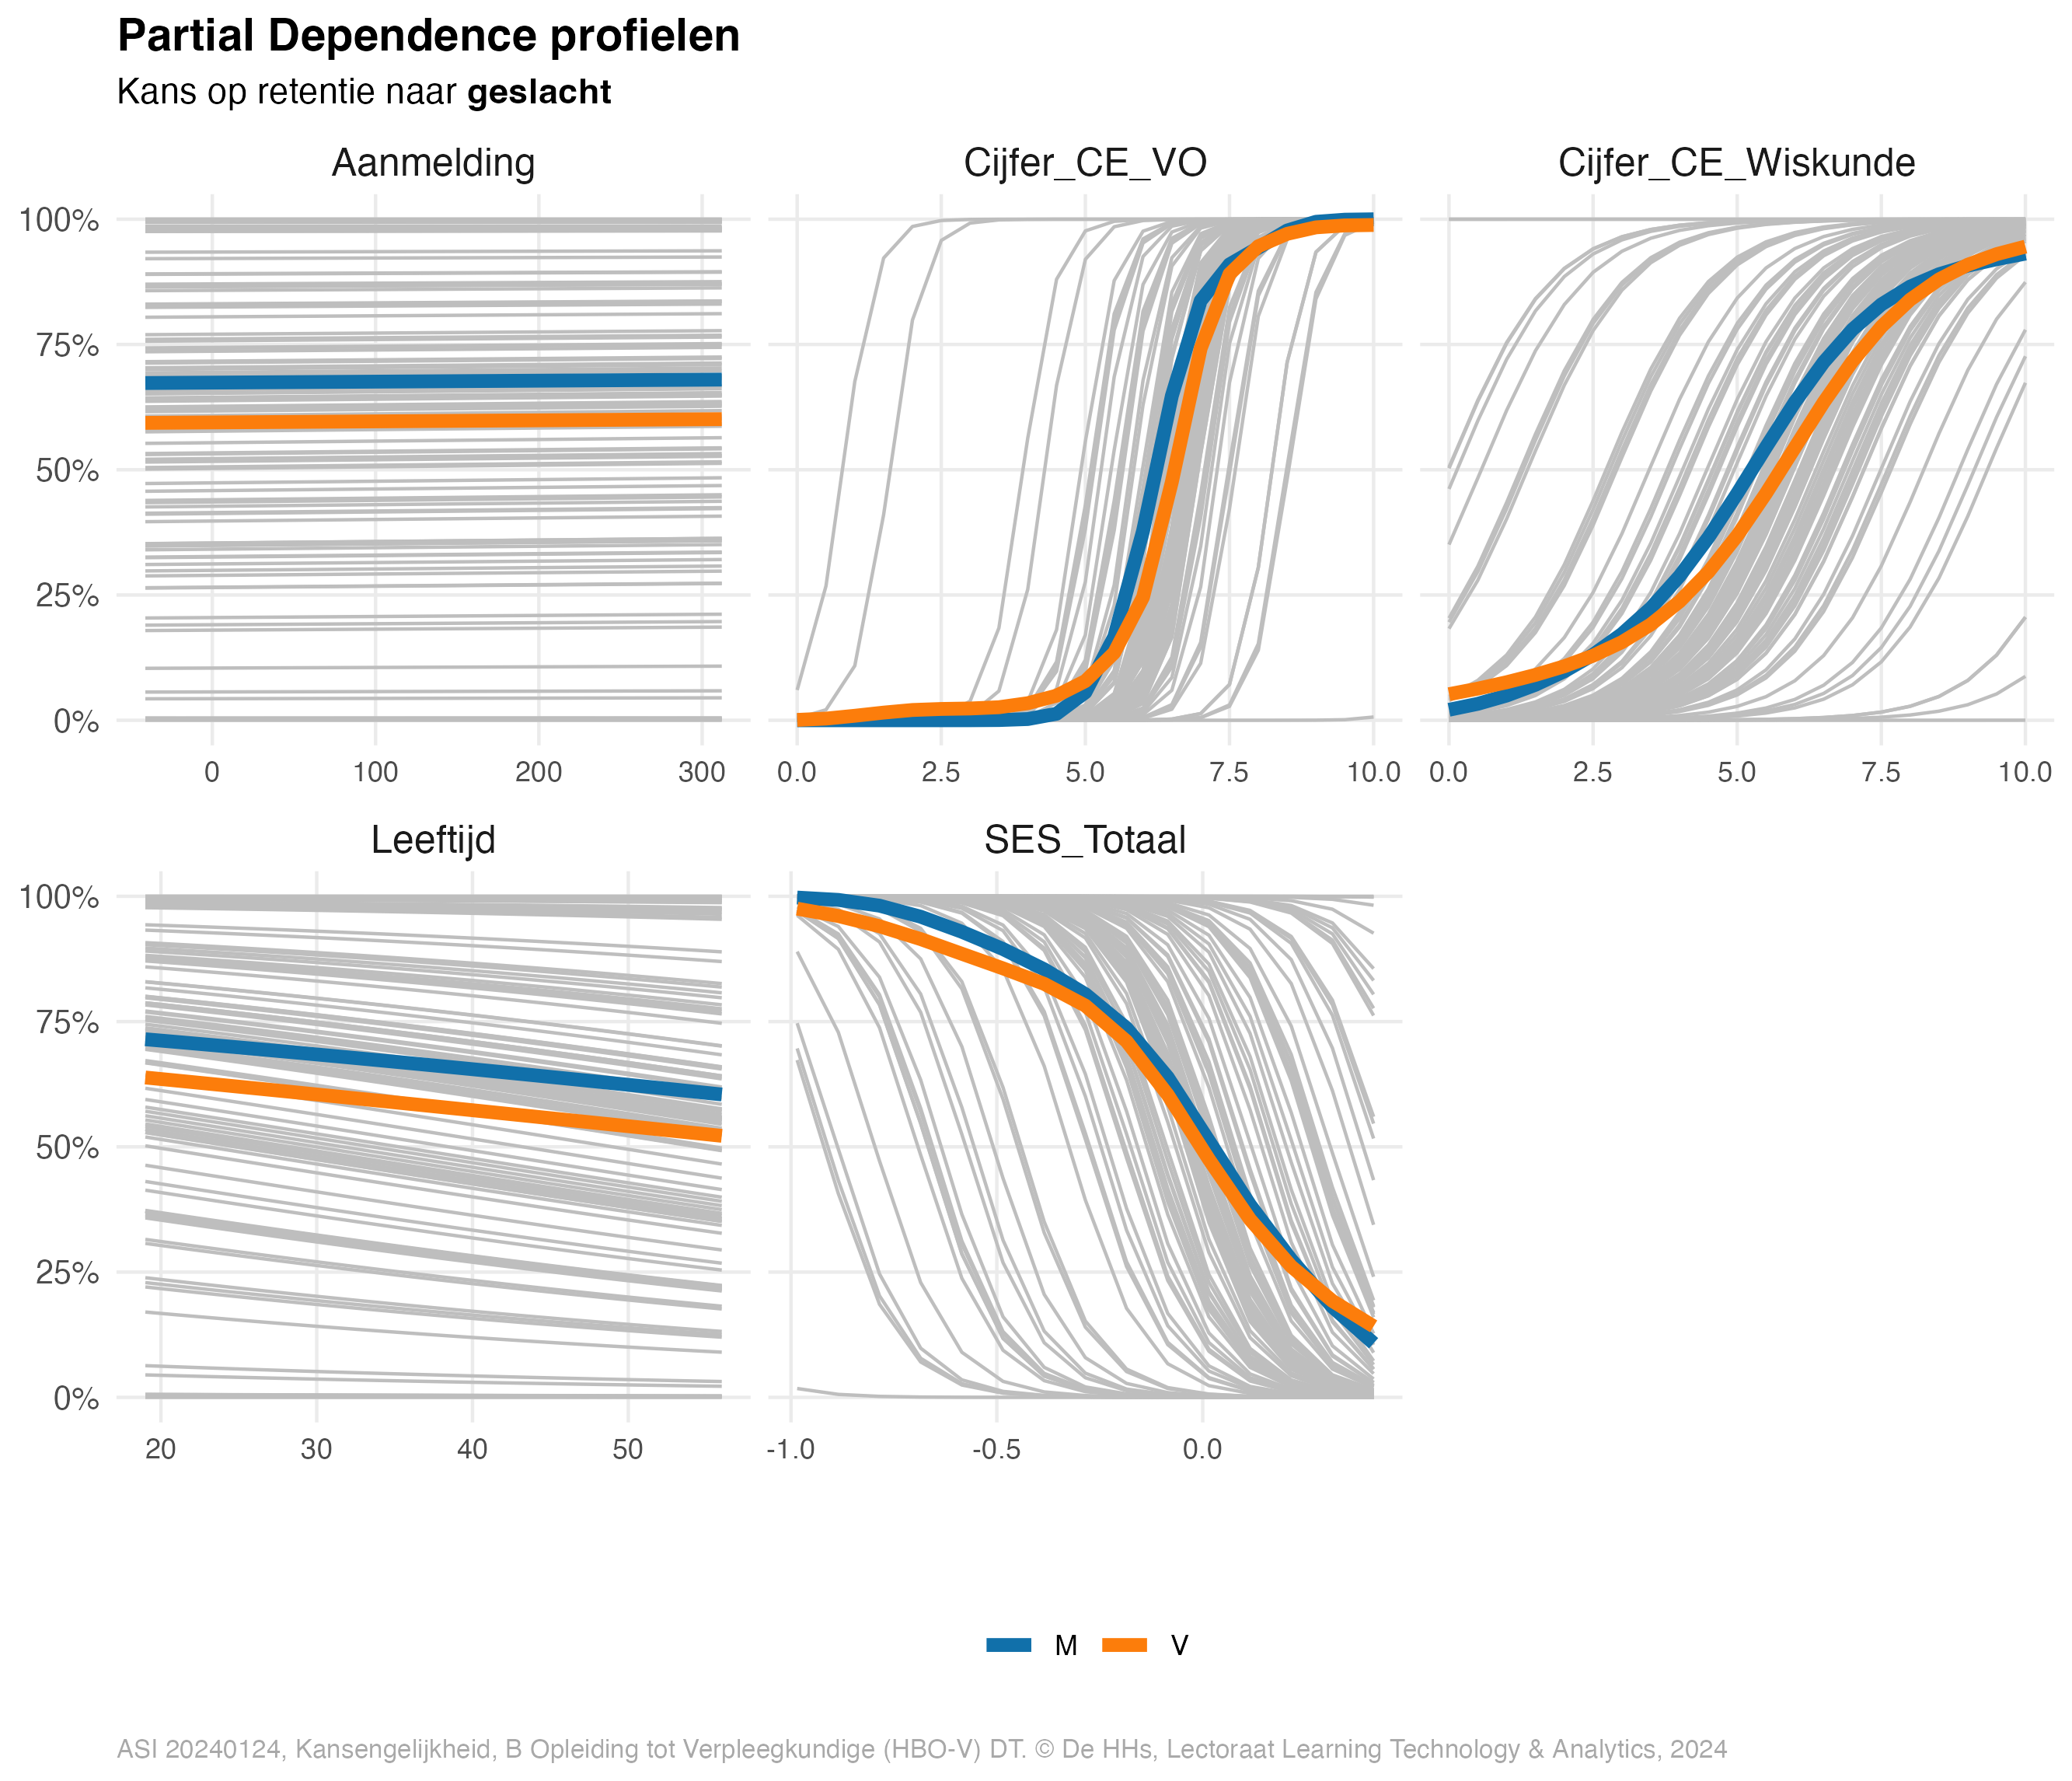 Partial Dependence profielen
Kans op retentie naar geslacht
Aanmelding
Cijfer_CE_VO
Cijfer_CE_Wiskunde
100%
75%
50%
25%
0%
0 100 200 300
0.0 2.5 5.0 7.5 10.0
0.0 2.5 5.0 7.5 10.0
Leeftijd
SES_Totaal
100%
75%
50%
25%
0%
20 30 40 50
-1.0 -0.5 0.0
M V
ASI 20240124, Kansengelijkheid, B Opleiding tot Verpleegkundige (HBO-V) DT. © De HHs, Lectoraat Learning Technology & Analytics, 2024